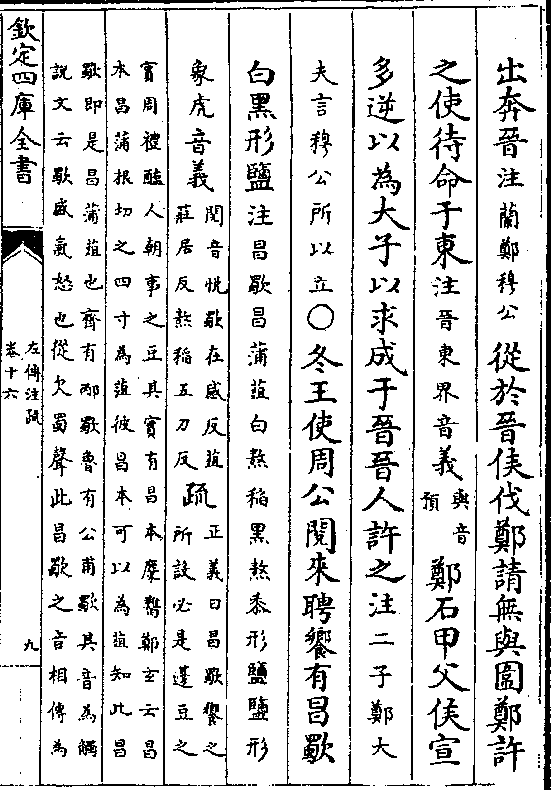 出奔晉注蘭鄭穆公從於晉侯伐鄭請無與圍鄭許
之使待命于東注晉東界音義與音預鄭石甲父侯宣
多逆以為大子以求成于晉晉人許之注二子鄭大
夫言穆公所以立〇冬王使周公閱來聘饗有昌歜
白黑形鹽注昌歜昌蒲葅白熬稻黑熬黍形鹽鹽形
象虎音義閱音悅歜在感反葅莊居反熬稻五刀反疏正義曰昌歜饗之所設必是籩豆之
實周禮醢人朝事之豆其實有昌本麋臡鄭玄云昌
本昌蒲根切之四寸為葅彼昌本可以為葅知此昌
歜即是昌蒲葅也齊有邴歜魯有公甫歜其音為觸
說文云歜盛氣怒也從欠蜀聲此昌歜之音相傳為
欽定四庫全書
左傳注疏
卷十六
九